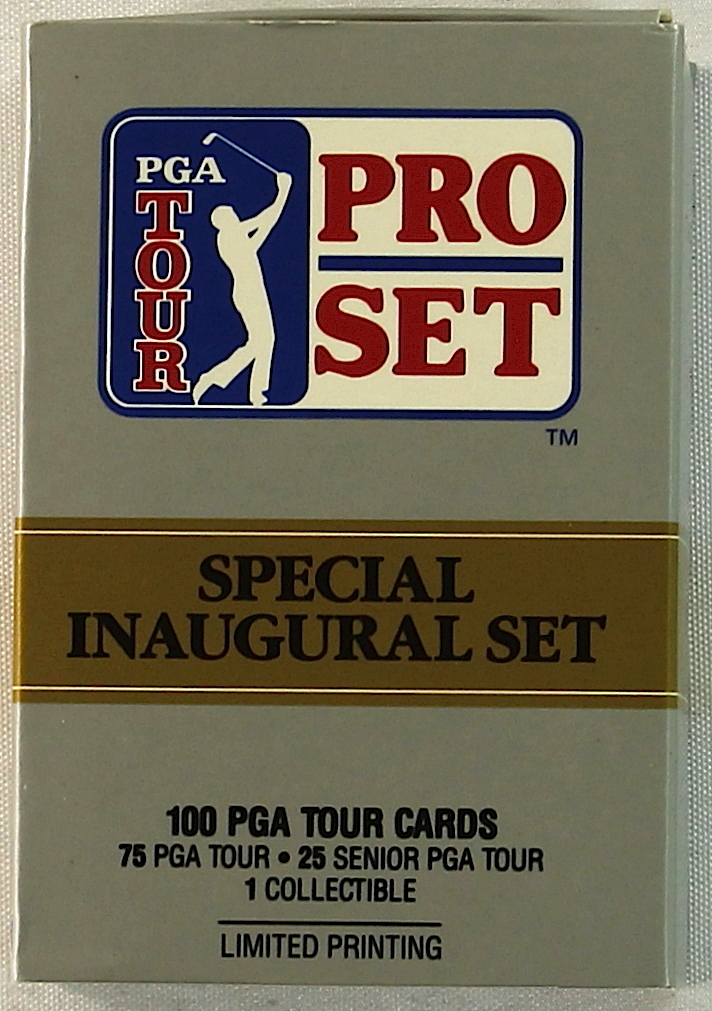 PGA
TOUR
PRO
SET
TM
SPECIAL
INAUGURAL SET
100 PGA TOUR CARDS
75 PGA TOUR • 25 SENIOR PGA TOUR
1 COLLECTIBLE
LIMITED PRINTING